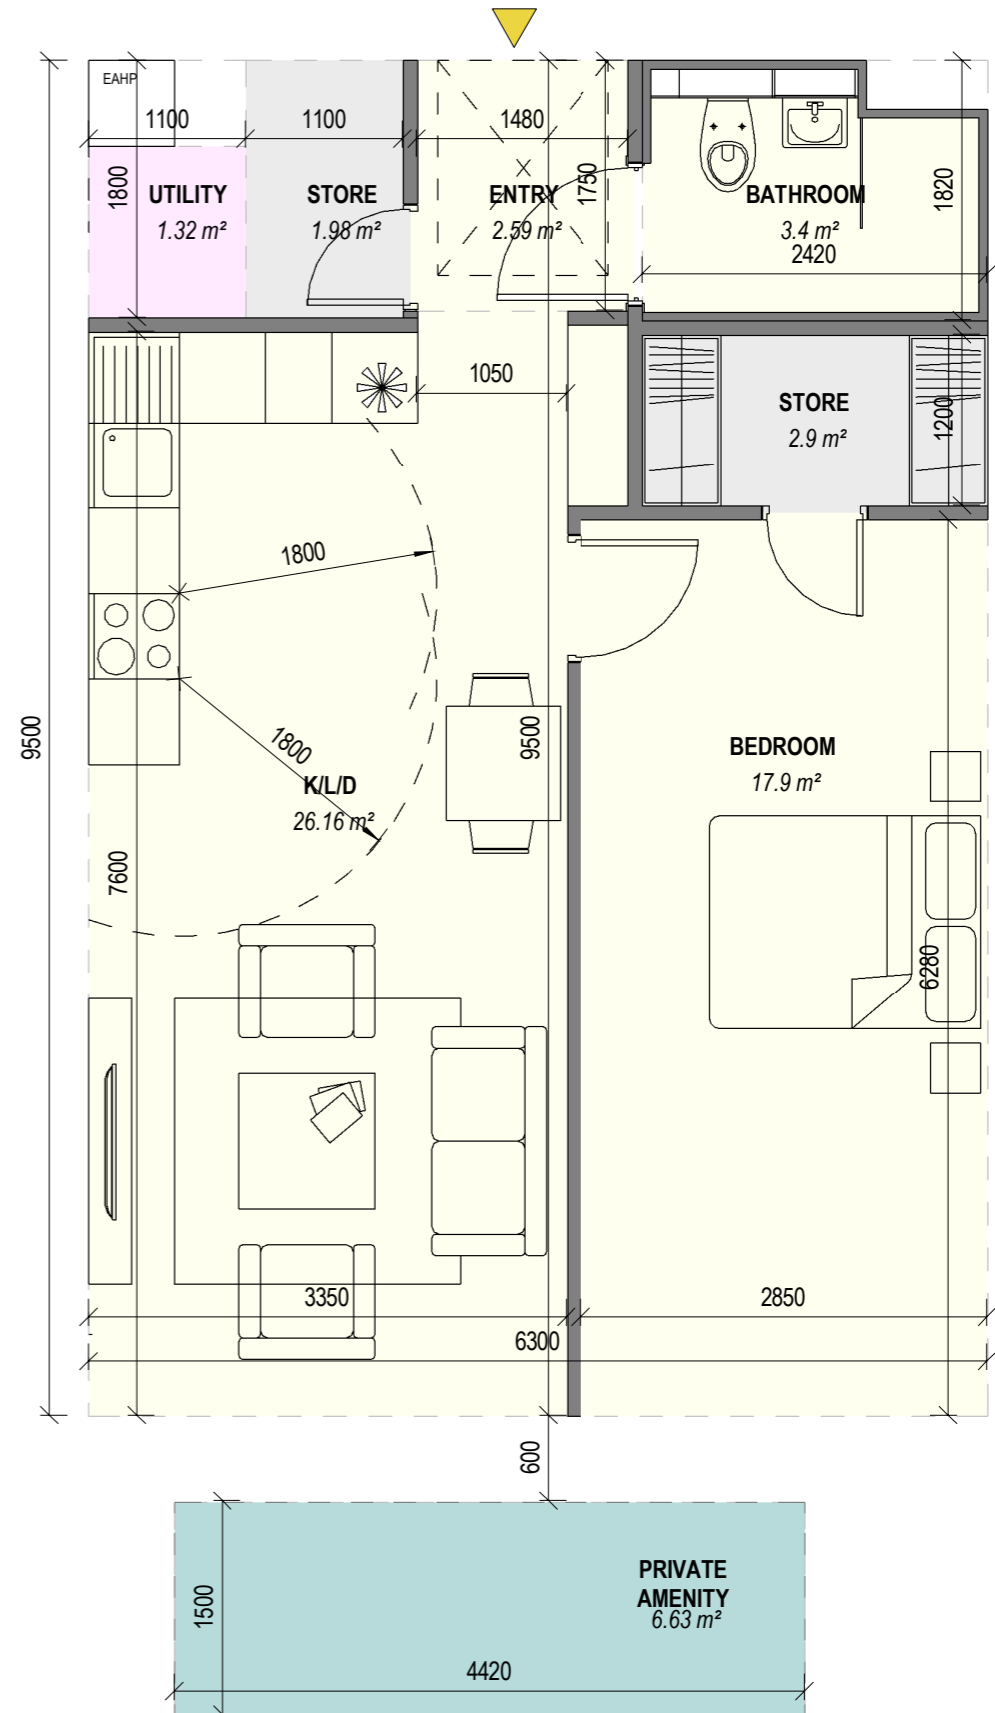 EAHP
1100
1100
1480
1800
UTILITY
1.32 m²
STORE
1.98 m²
ENTRY
2.59 m²
1750
BATHROOM
3.4 m²
2420
1820
1050
STORE
2.9 m²
1200
1800
1800
9500
9500
K/L/D
26.16 m²
BEDROOM
17.9 m²
7600
6280
3350
2850
6300
600
PRIVATE
AMENITY
6.63 m²
1500
4420